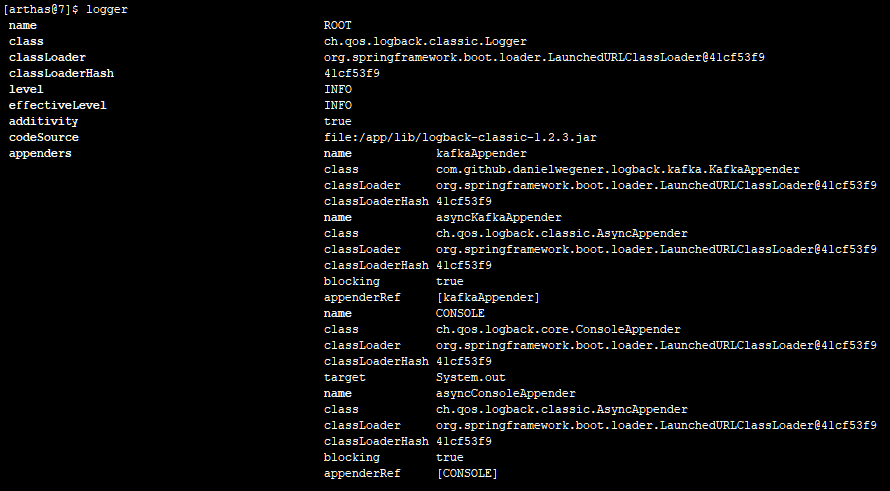 [arthas@7]$ logger
name ROOT
class ch.qos.logback.classic.Logger
classLoader org.springframework.boot.loader.LaunchedURLClassLoader@41cf53f9
classLoaderHash 41cf53f9
level INFO
effectiveLevel INFO
additivity true
codeSource file:/app/lib/logback-classic-1.2.3.jar
appenders name kafkaAppender
class com.github.danielwegener.logback.kafka.KafkaAppender
classLoader org.springframework.boot.loader.LaunchedURLClassLoader@41cf53f9
classLoaderHash 41cf53f9
name asyncKafkaAppender
class ch.qos.logback.classic.AsyncAppender
classLoader org.springframework.boot.loader.LaunchedURLClassLoader@41cf53f9
classLoaderHash 41cf53f9
blocking true
appenderRef [kafkaAppender]
name CONSOLE
class ch.qos.logback.core.ConsoleAppender
classLoader org.springframework.boot.loader.LaunchedURLClassLoader@41cf53f9
classLoaderHash 41cf53f9
target System.out
name asyncConsoleAppender
class ch.qos.logback.classic.AsyncAppender
classLoader org.springframework.boot.loader.LaunchedURLClassLoader@41cf53f9
classLoaderHash 41cf53f9
blocking true
appenderRef [CONSOLE]